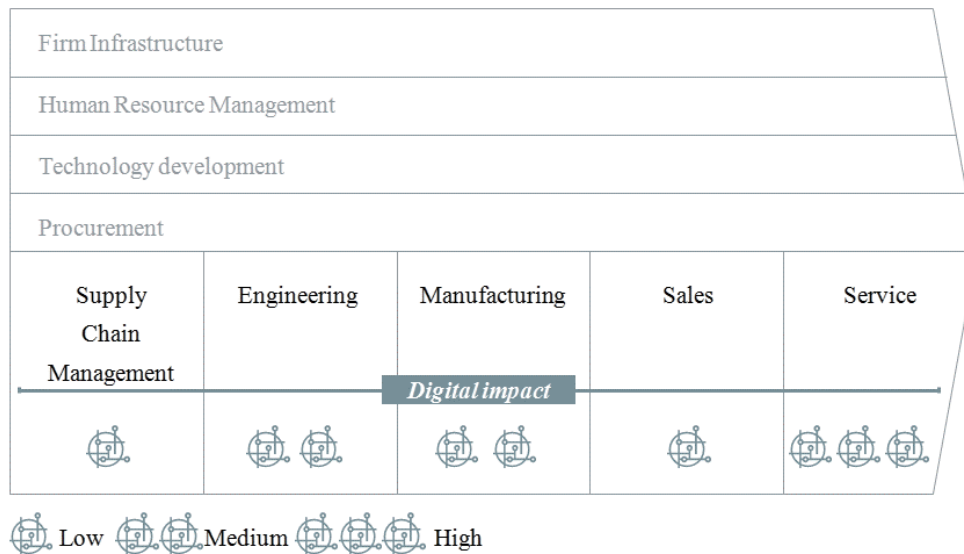 Firm Infrastructure
Human Resource Management
Technology development
Procurement
Supply
Chain
Management
Engineering
Manufacturing
Sales
Service
Digital impact
Low Medium High